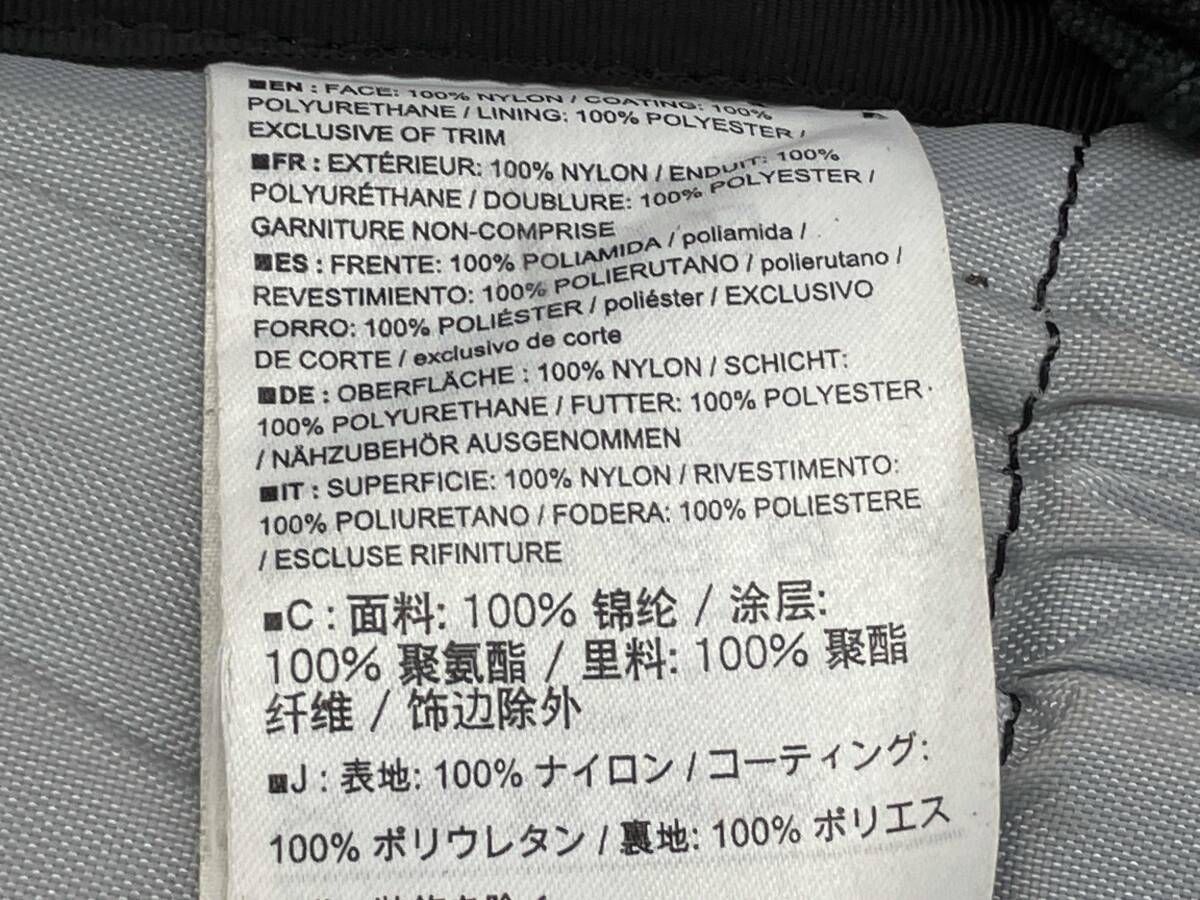 ■EN : FACE: 100% NYLON / COATING: 100%
POLYURETHANE / LINING: 100% POLYESTER /
EXCLUSIVE OF TRIM
■FR : EXTÉRIEUR: 100% NYLON / ENDUIT: 100%
POLYURÉTHANE / DOUBLURE: 100% POLYESTER /
GARNITURE NON-COMPRISE
■ES : FRENTE: 100% POLIAMIDA / poliamida /
REVESTIMIENTO: 100% POLIERUTANO / polierutano /
FORRO: 100% POLIÉSTER / poliéster / EXCLUSIVO
DE CORTE / exclusivo de corte
■DE : OBERFLÄCHE : 100% NYLON / SCHICHT:
100% POLYURETHANE / FUTTER: 100% POLYESTER
/ NÄHZUBEHÖR AUSGENOMMEN
■IT : SUPERFICIE: 100% NYLON / RIVESTIMENTO:
100% POLIURETANO / FODERA: 100% POLIESTERE
/ ESCLUSE RIFINITURE
■C : 面料: 100% 锦纶 / 涂层:
100% 聚氨酯 / 里料: 100% 聚酯
纤维 / 饰边除外
■J : 表地: 100% ナイロン / コーティング:
100% ポリウレタン / 裏地: 100% ポリエス